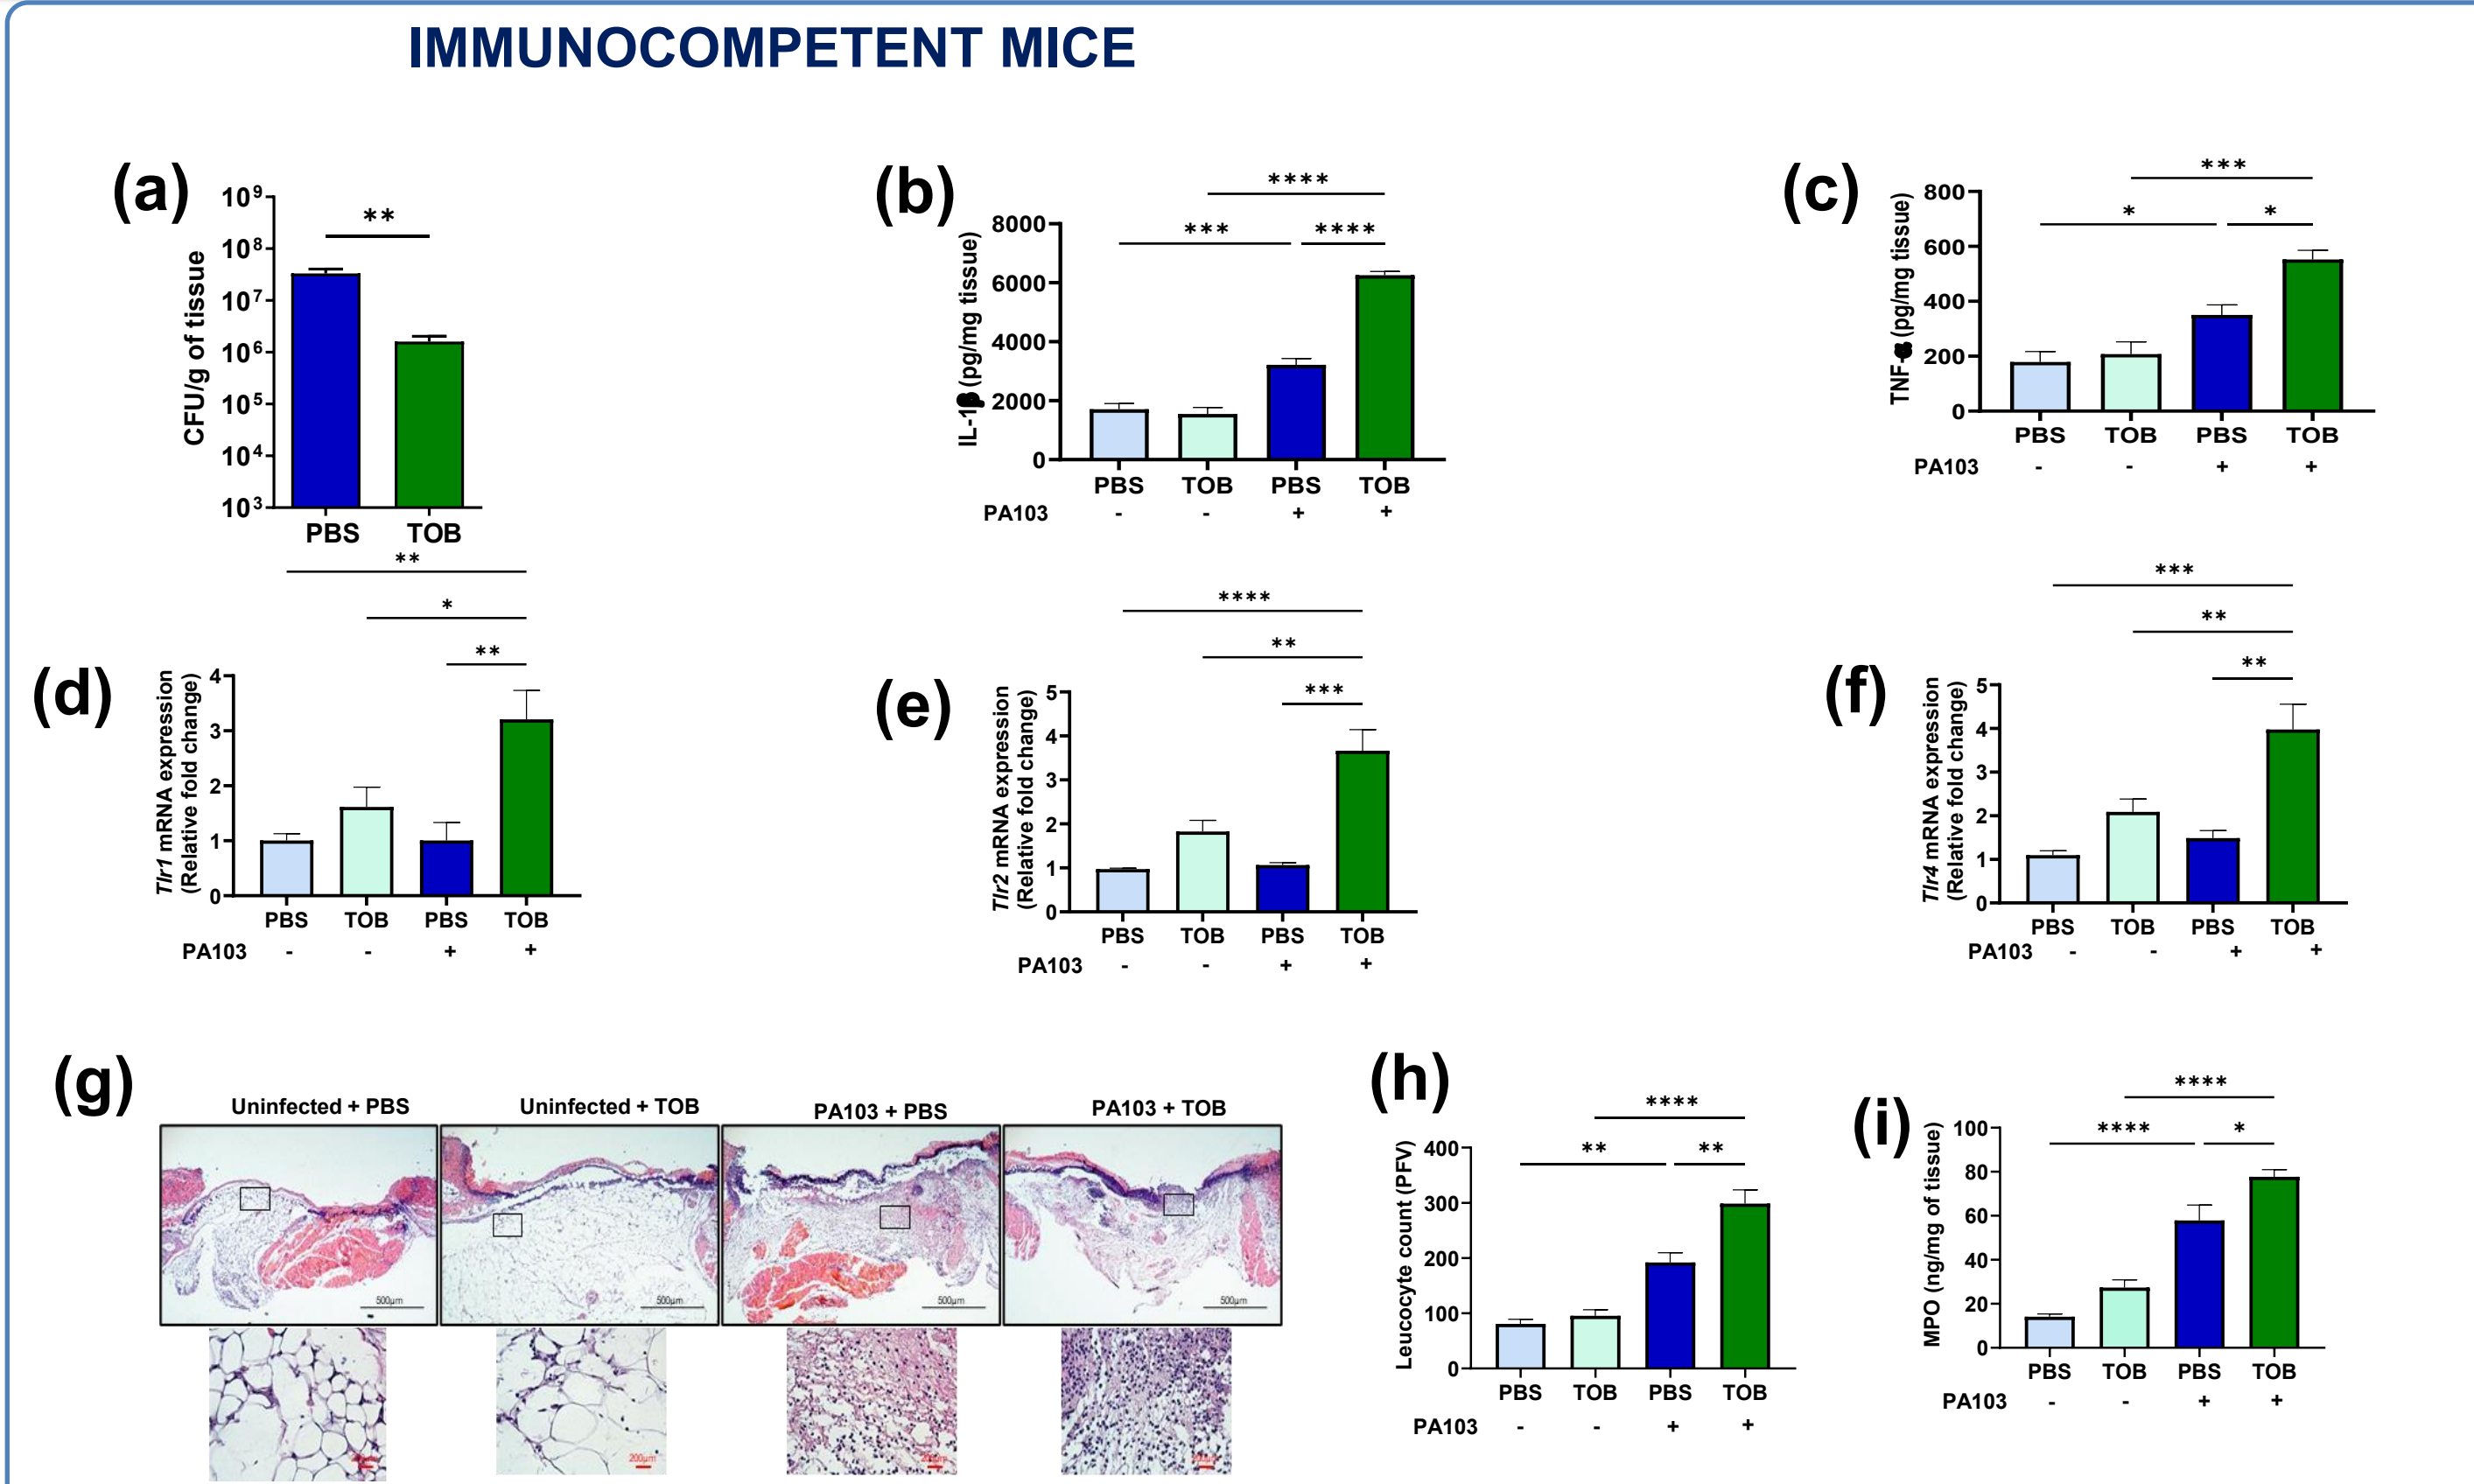 IMMUNOCOMPETENT MICE
(a)
CFU/g of tissue
10⁹
10⁸
10⁷
10⁶
10⁵
10⁴
10³
**
PBS TOB
(b)
IL-1β (pg/mg tissue)
8000
6000
4000
2000
0
****
*** ****
PBS TOB PBS TOB
PA103 - - + +
(c)
TNF- (pg/mg tissue)
800
600
400
200
0
***
* *
PBS TOB PBS TOB
PA103 - - + +
(d)
Tlr1 mRNA expression
(Relative fold change)
4
3
2
1
0
**
*
**
PBS TOB PBS TOB
PA103 - - + +
(e)
Tlr2 mRNA expression
(Relative fold change)
5
4
3
2
1
0
****
**
***
PBS TOB PBS TOB
PA103 - - + +
(f)
Tlr4 mRNA expression
(Relative fold change)
5
4
3
2
1
0
***
**
**
PBS TOB PBS TOB
PA103 - - + +
(g)
Uninfected + PBS Uninfected + TOB PA103 + PBS PA103 + TOB
500µm 500µm 500µm 500µm
200µm
(h)
Leucocyte count (PFV)
400
300
200
100
0
****
** **
PBS TOB PBS TOB
PA103 - - + +
(i)
MPO (ng/mg of tissue)
100
80
60
40
20
0
****
**** *
PBS TOB PBS TOB
PA103 - - + +